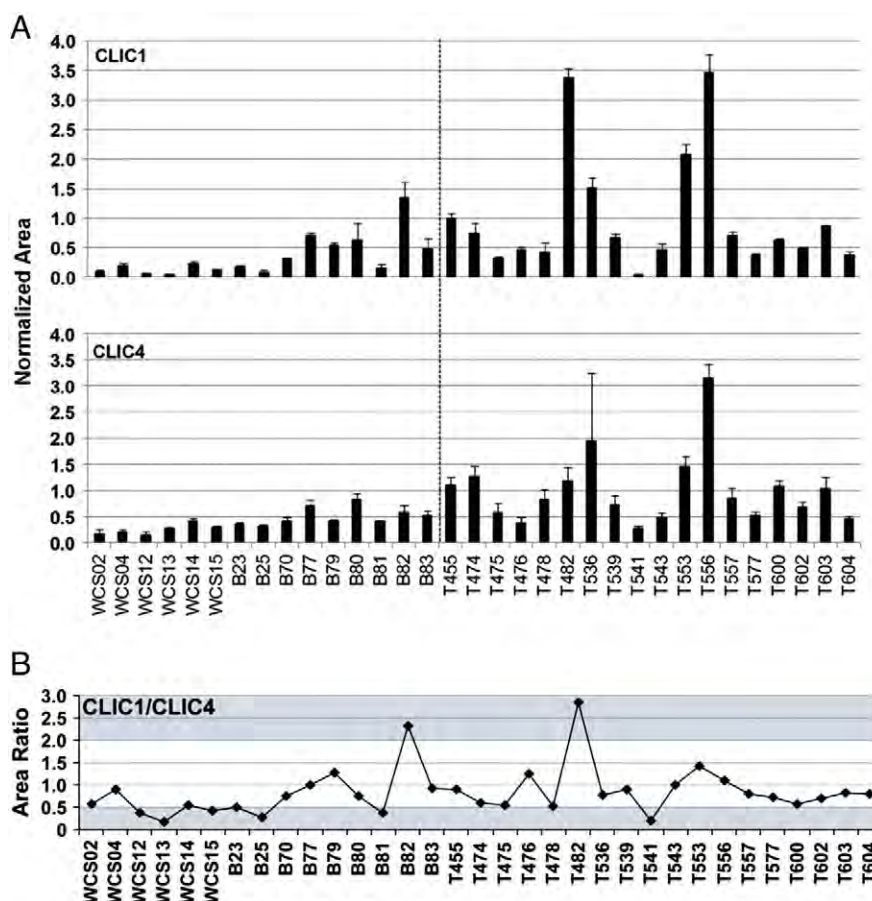 A
4.0
CLIC1
3.5
3.0
2.5
2.0
1.5
1.0
0.5
0.0
Normalized Area
4.0
CLIC4
3.5
3.0
2.5
2.0
1.5
1.0
0.5
0.0
WCS02 WCS04 WCS12 WCS13 WCS14 WCS15 B23 B25 B70 B77 B79 B80 B81 B82 B83 T455 T474 T475 T476 T478 T482 T536 T539 T541 T543 T553 T556 T557 T577 T600 T602 T603 T604
B
3.0
CLIC1/CLIC4
2.5
2.0
1.5
1.0
0.5
0
Area Ratio
WCS02 WCS04 WCS12 WCS13 WCS14 WCS15 B23 B25 B70 B77 B79 B80 B81 B82 B83 T455 T474 T475 T476 T478 T482 T536 T539 T541 T543 T553 T556 T557 T577 T600 T602 T603 T604